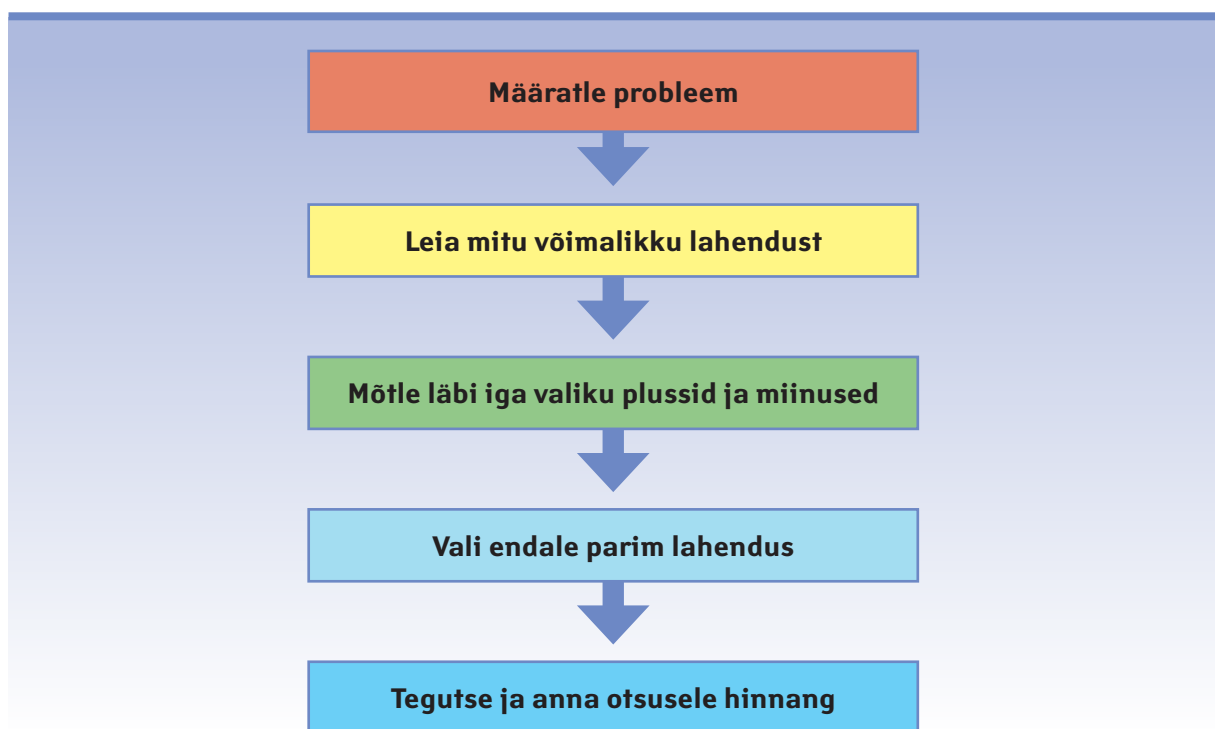 Määratle probleem
Leia mitu võimalikku lahendust
Mõtle läbi iga valiku plussid ja miinused
Vali endale parim lahendus
Tegutse ja anna otsusele hinnang